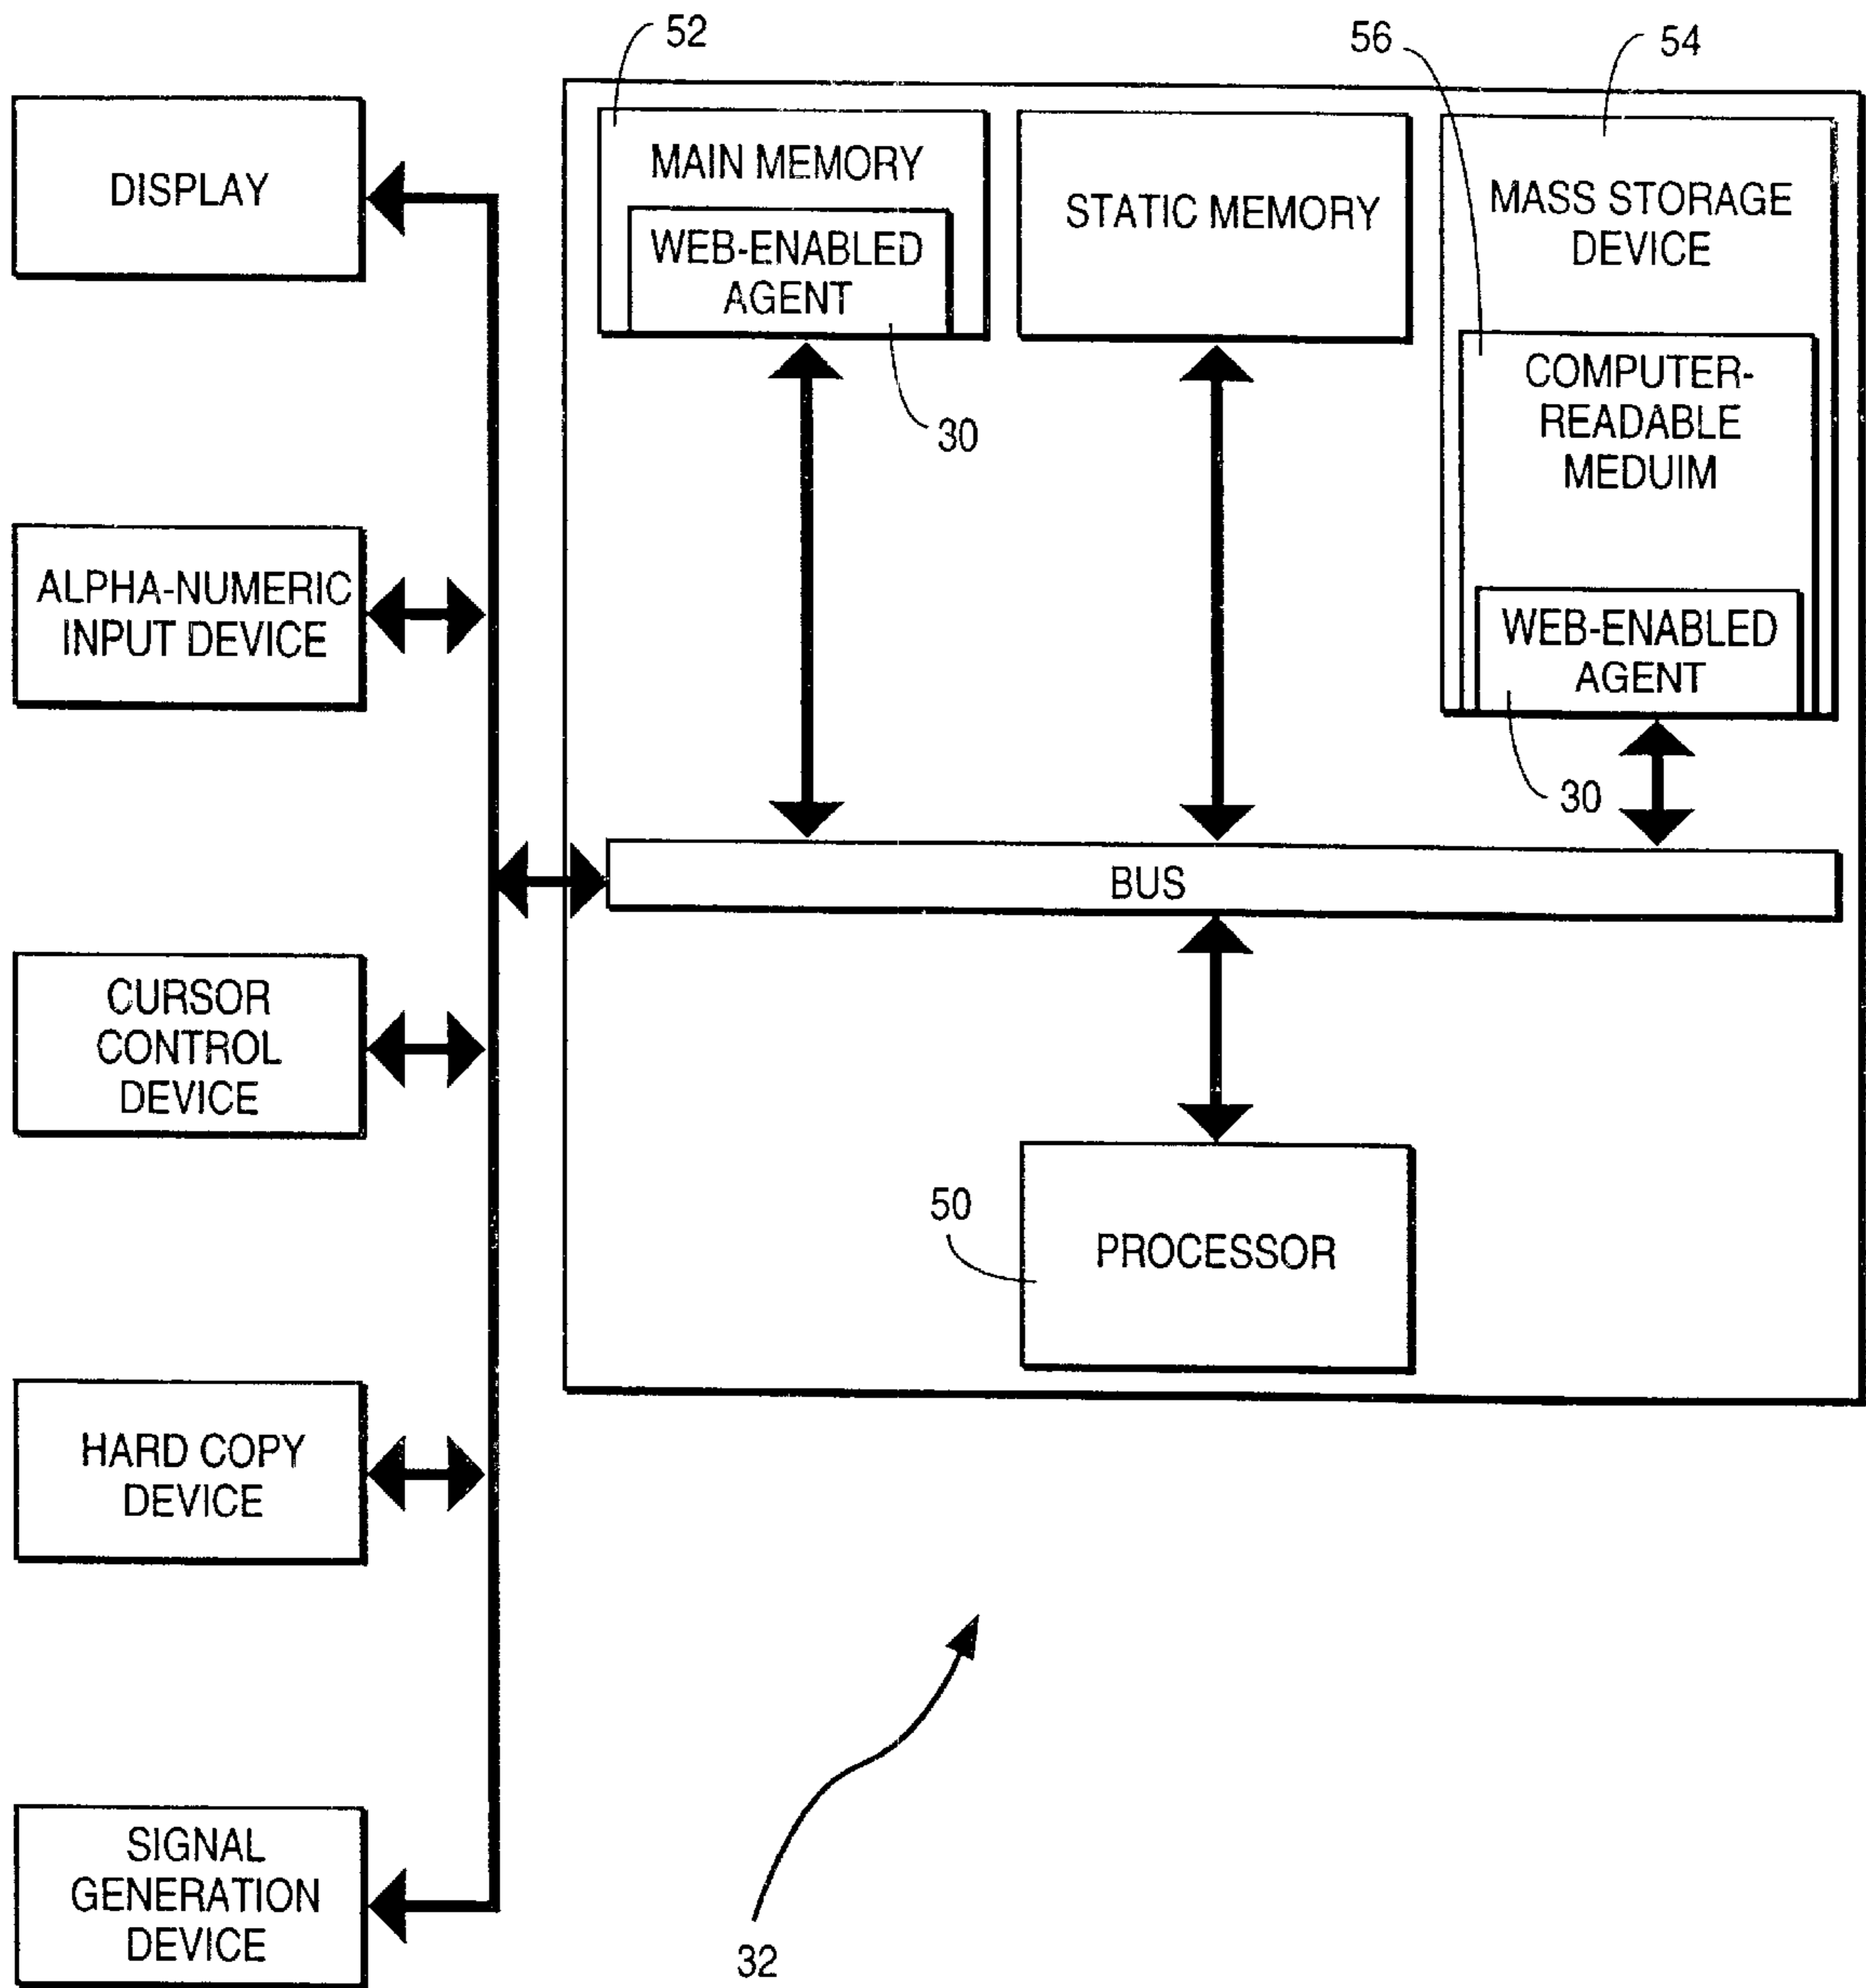 52
56
54
DISPLAY
MAIN MEMORY
WEB-ENABLED
AGENT
30
STATIC MEMORY
MASS STORAGE
DEVICE
COMPUTER-
READABLE
MEDUIM
WEB-ENABLED
AGENT
30
ALPHA-NUMERIC
INPUT DEVICE
BUS
CURSOR
CONTROL
DEVICE
50
PROCESSOR
HARD COPY
DEVICE
SIGNAL
GENERATION
DEVICE
32